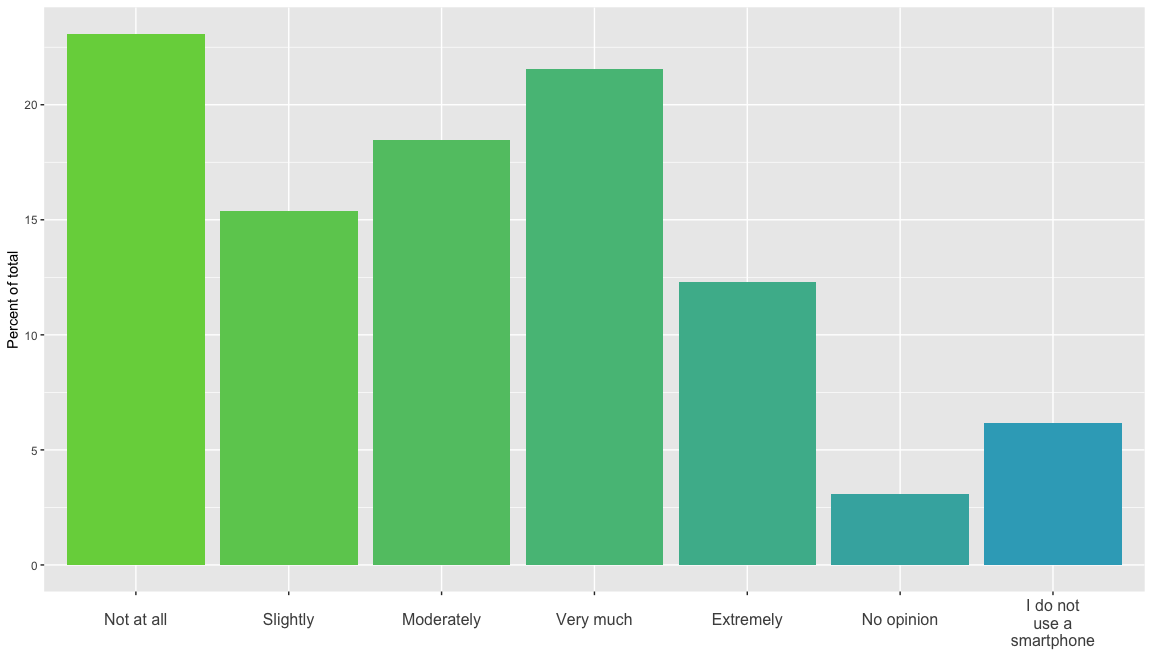 Percent of total
20
15
10
5
0
Not at all
Slightly
Moderately
Very much
Extremely
No opinion
I do not
use a
smartphone